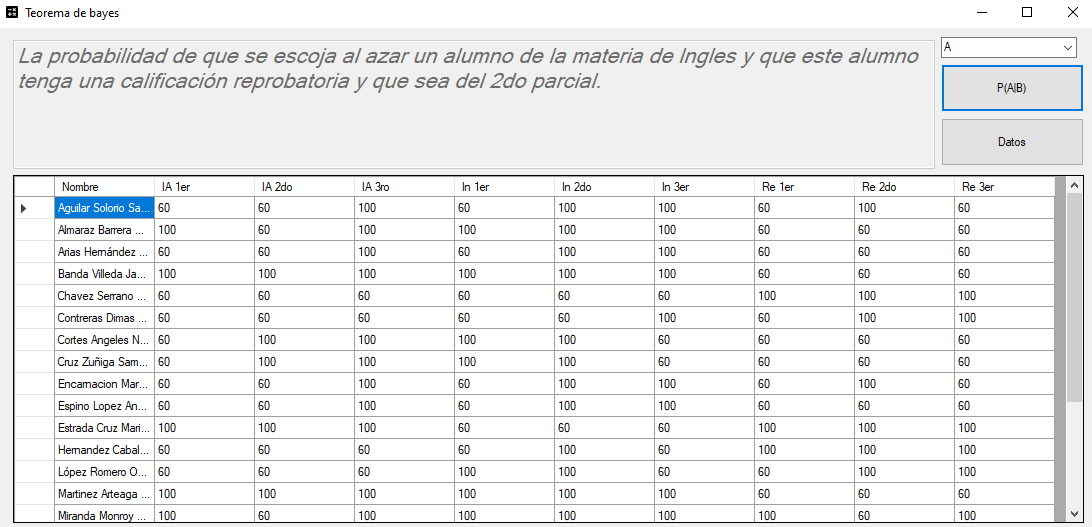 Teorema de bayes
La probabilidad de que se escoja al azar un alumno de la materia de Ingles y que este alumno
tenga una calificación reprobatoria y que sea del 2do parcial.
A
P(A|B)
Datos
Nombre IA 1er IA 2do IA 3ro In 1er In 2do In 3er Re 1er Re 2do Re 3er
Aguilar Solorio Sa... 60 60 100 60 100 100 60 100 60
Almaraz Barrera ... 100 60 100 100 100 60 60 60 60
Arias Hernández ... 60 60 100 60 100 100 60 60 60
Banda Villeda Ja... 100 100 100 100 100 100 60 60 60
Chavez Serrano ... 60 60 60 60 60 60 100 100 100
Contreras Dimas ... 60 60 60 60 60 100 60 100 100
Cortes Angeles N... 60 100 100 100 100 60 60 60 60
Cruz Zuñiga Sam... 60 100 100 100 100 60 60 60 60
Encarnacion Mar... 60 60 100 60 100 100 60 100 60
Espino Lopez An... 60 60 100 60 100 100 60 60 60
Estrada Cruz Mari... 100 100 100 60 60 60 100 100 100
Hernandez Cabal... 60 60 60 60 100 60 100 100 100
López Romero O... 60 60 60 100 100 100 60 100 100
Martinez Arteaga ... 100 100 100 100 100 100 60 60 60
Miranda Monroy ... 100 60 100 100 100 100 60 100 100